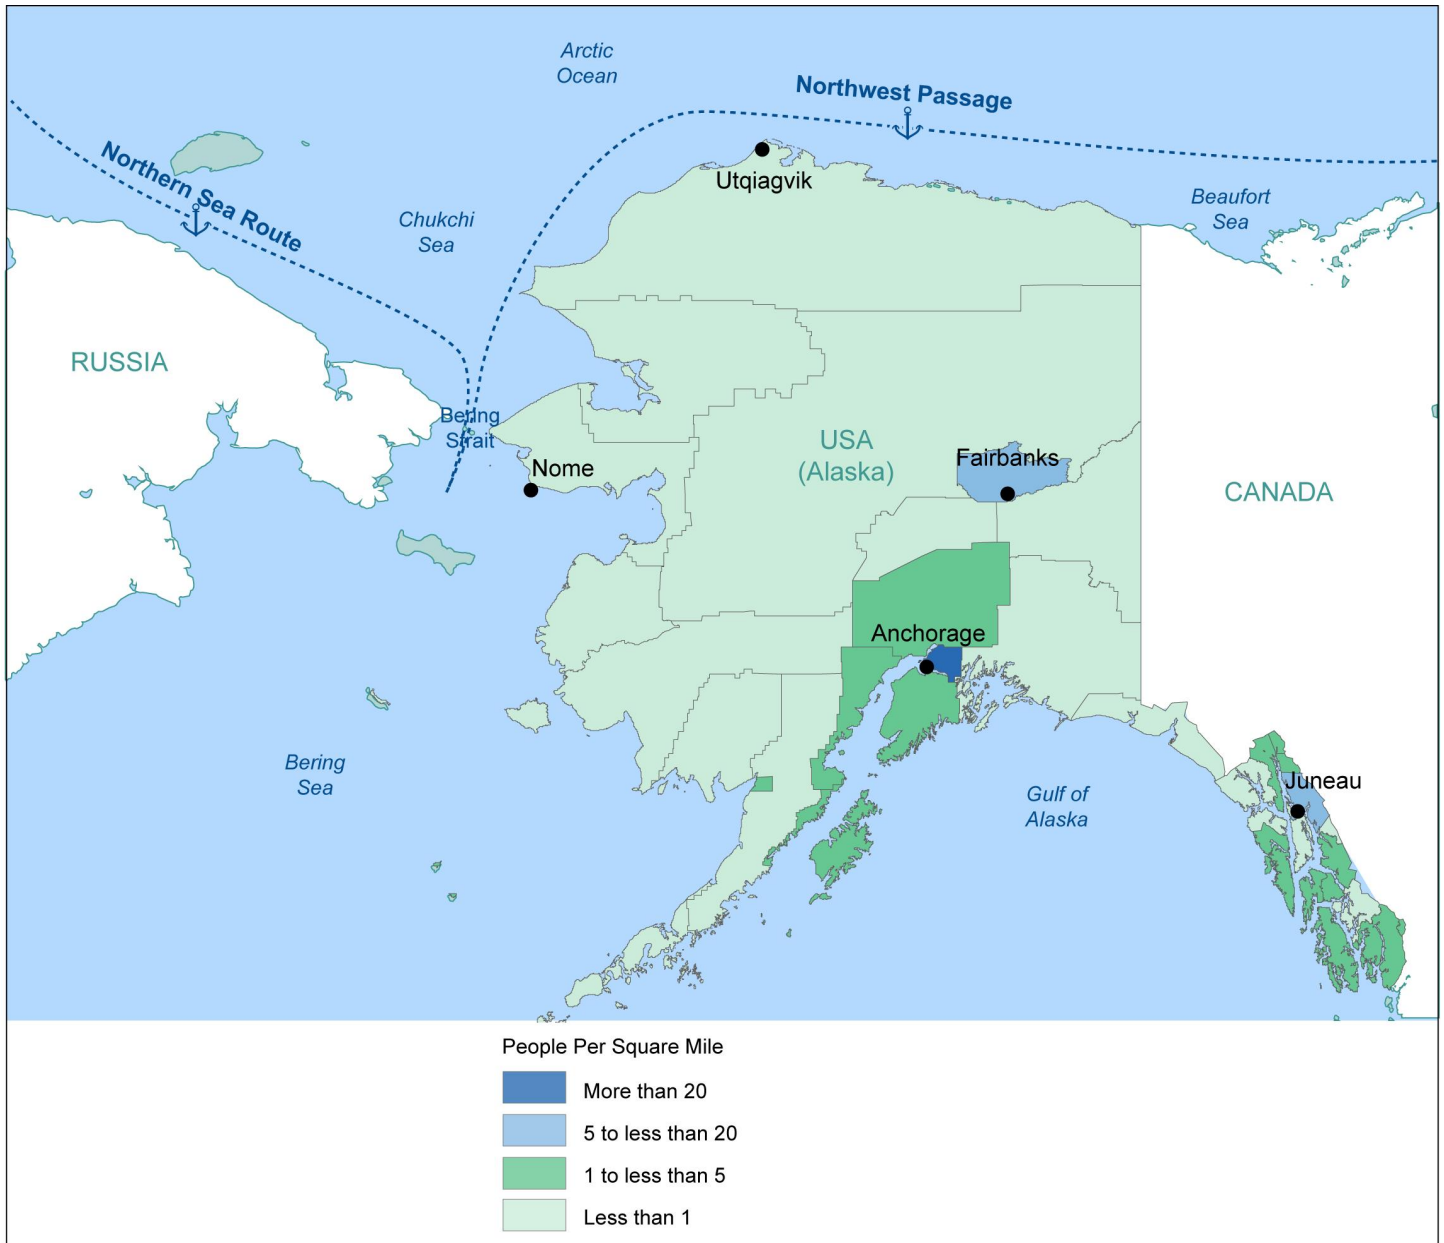 Arctic
Ocean
Northwest Passage
Northern Sea Route
Utqiagvik
Chukchi
Sea
Beaufort
Sea
RUSSIA
Bering
Strait
USA
(Alaska)
Fairbanks
Nome
CANADA
Anchorage
Bering
Sea
Gulf of
Alaska
Juneau
People Per Square Mile
More than 20
5 to less than 20
1 to less than 5
Less than 1